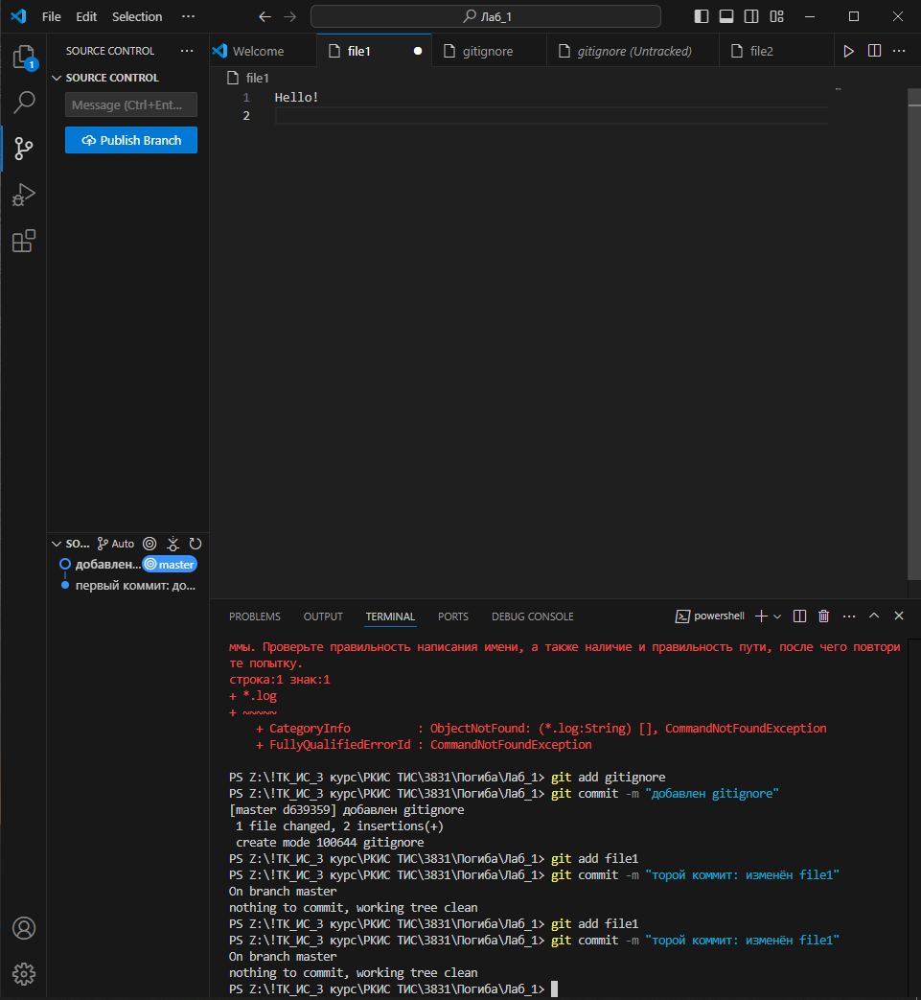 File Edit Selection ···
Лаб_1
SOURCE CONTROL ···
SOURCE CONTROL
Message (Ctrl+Ent...
Publish Branch
1
Welcome
file1
gitignore
gitignore (Untracked)
file2
file1
1 Hello!
2
SO... Auto
добавлен... master
первый коммит: до...
PROBLEMS OUTPUT TERMINAL PORTS DEBUG CONSOLE
powershell
ммы. Проверьте правильность написания имени, а также наличие и правильность пути, после чего повтори
те попытку.
строка:1 знак:1
+ *.log
+ ~~~~~
    + CategoryInfo          : ObjectNotFound: (*.log:String) [], CommandNotFoundException
    + FullyQualifiedErrorId : CommandNotFoundException
PS Z:\!ТК_ИС_3 курс\РКИС ТИС\3831\Погиба\Лаб_1> git add gitignore
PS Z:\!ТК_ИС_3 курс\РКИС ТИС\3831\Погиба\Лаб_1> git commit -m "добавлен gitignore"
[master d639359] добавлен gitignore
 1 file changed, 2 insertions(+)
 create mode 100644 gitignore
PS Z:\!ТК_ИС_3 курс\РКИС ТИС\3831\Погиба\Лаб_1> git add file1
PS Z:\!ТК_ИС_3 курс\РКИС ТИС\3831\Погиба\Лаб_1> git commit -m "торой коммит: изменён file1"
On branch master
nothing to commit, working tree clean
PS Z:\!ТК_ИС_3 курс\РКИС ТИС\3831\Погиба\Лаб_1> git add file1
PS Z:\!ТК_ИС_3 курс\РКИС ТИС\3831\Погиба\Лаб_1> git commit -m "торой коммит: изменён file1"
On branch master
nothing to commit, working tree clean
PS Z:\!ТК_ИС_3 курс\РКИС ТИС\3831\Погиба\Лаб_1>